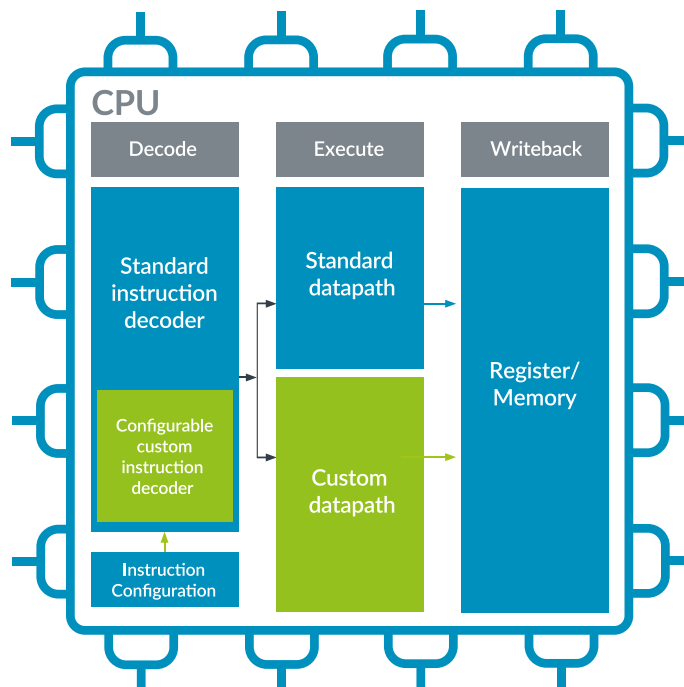 CPU
Decode
Execute
Writeback
Standard
instruction
decoder
Configurable
custom
instruction
decoder
Instruction
Configuration
Standard
datapath
Custom
datapath
Register/
Memory